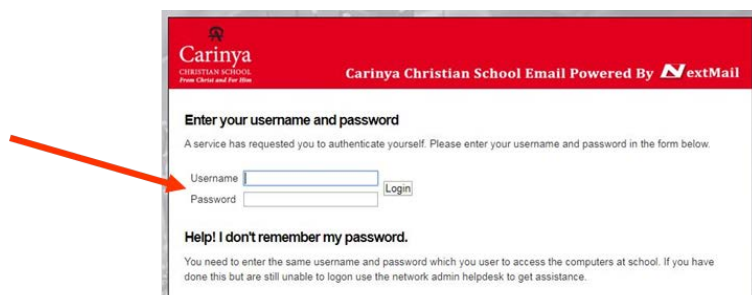 Carinya
CHRISTIAN SCHOOL
From Christ and For Him
Carinya Christian School Email Powered By NextMail
Enter your username and password
A service has requested you to authenticate yourself. Please enter your username and password in the form below.
Username
Login
Password
Help! I don't remember my password.
You need to enter the same username and password which you user to access the computers at school. If you have
done this but are still unable to logon use the network admin helpdesk to get assistance.